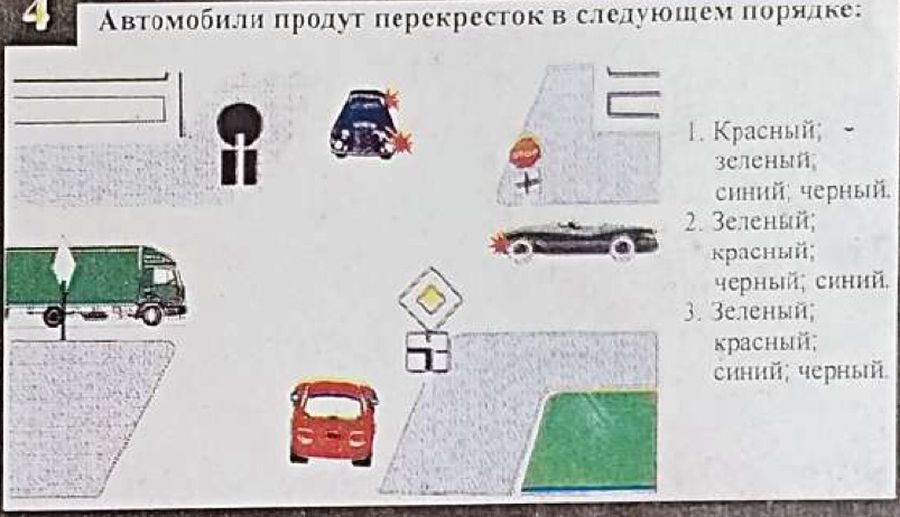 4
Автомобили продут перекресток в следующем порядке:
STOP
1. Красный; -
зеленый;
синий; черный.
2. Зеленый;
красный;
черный; синий.
3. Зеленый;
красный;
синий; черный.